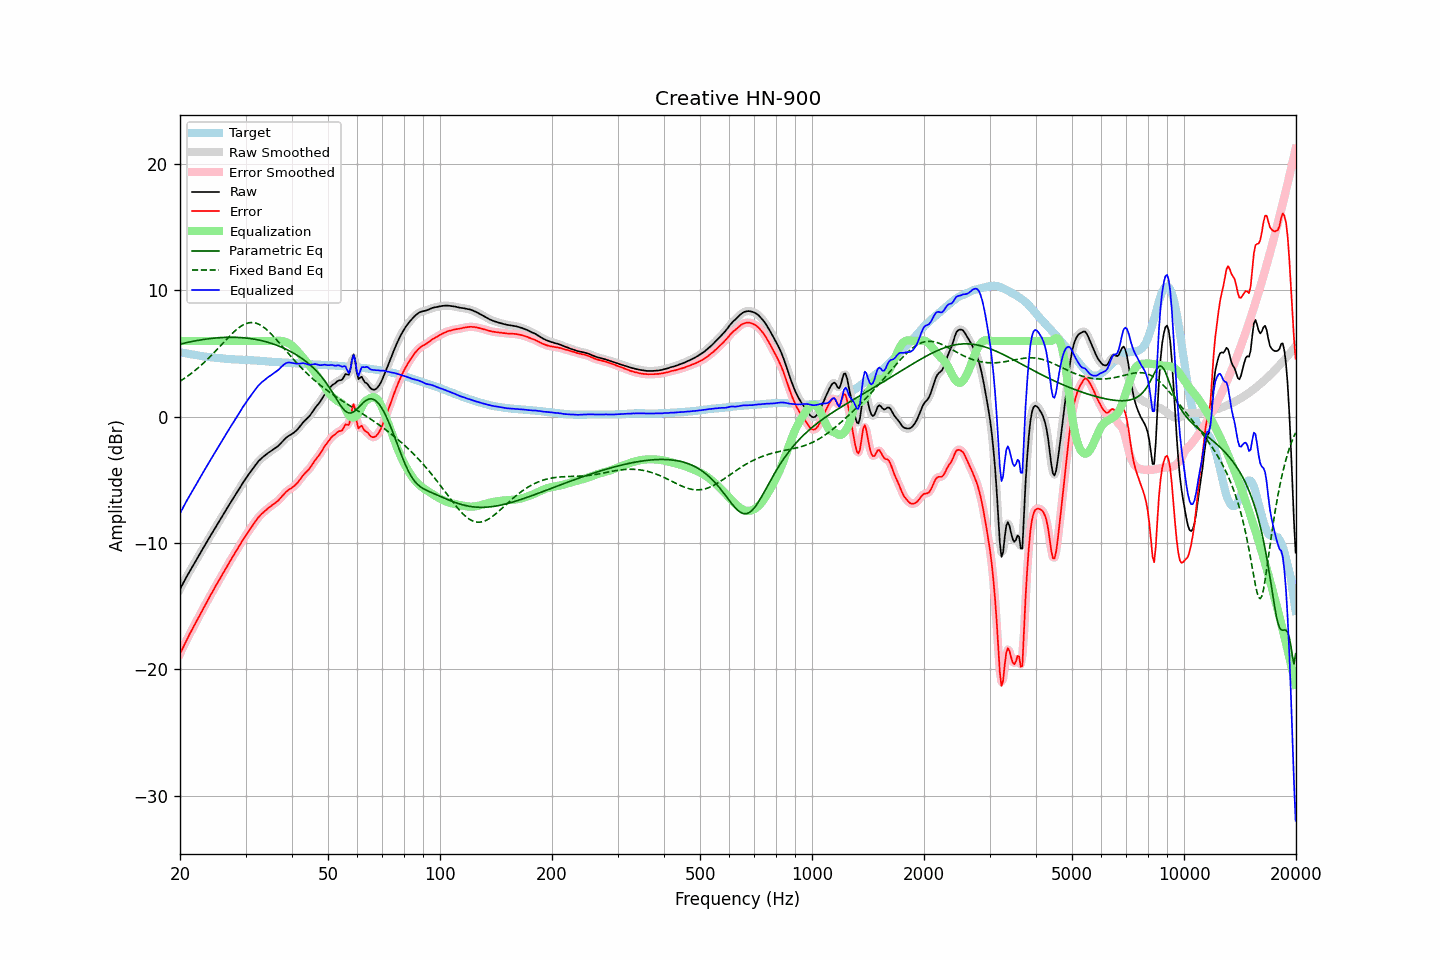 Creative HN-900
Target
Raw Smoothed
Error Smoothed
Raw
Error
Equalization
Parametric Eq
Fixed Band Eq
Equalized
20
10
0
−10
−20
−30
Amplitude (dBr)
20
50
100
200
500
1000
2000
5000
10000
20000
Frequency (Hz)